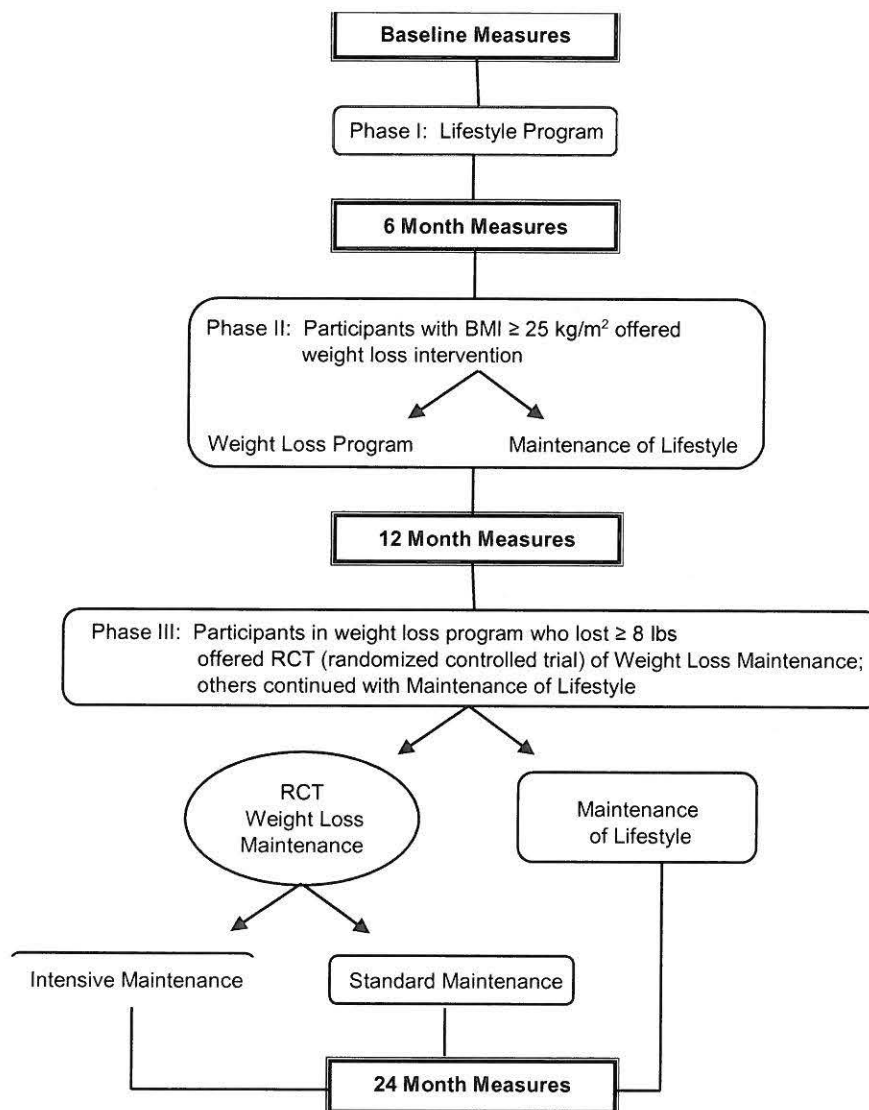 Baseline Measures
Phase I: Lifestyle Program
6 Month Measures
Phase II: Participants with BMI ≥ 25 kg/m² offered
weight loss intervention
Weight Loss Program
Maintenance of Lifestyle
12 Month Measures
Phase III: Participants in weight loss program who lost ≥ 8 lbs
offered RCT (randomized controlled trial) of Weight Loss Maintenance;
others continued with Maintenance of Lifestyle
RCT
Weight Loss
Maintenance
Maintenance
of Lifestyle
Intensive Maintenance
Standard Maintenance
24 Month Measures